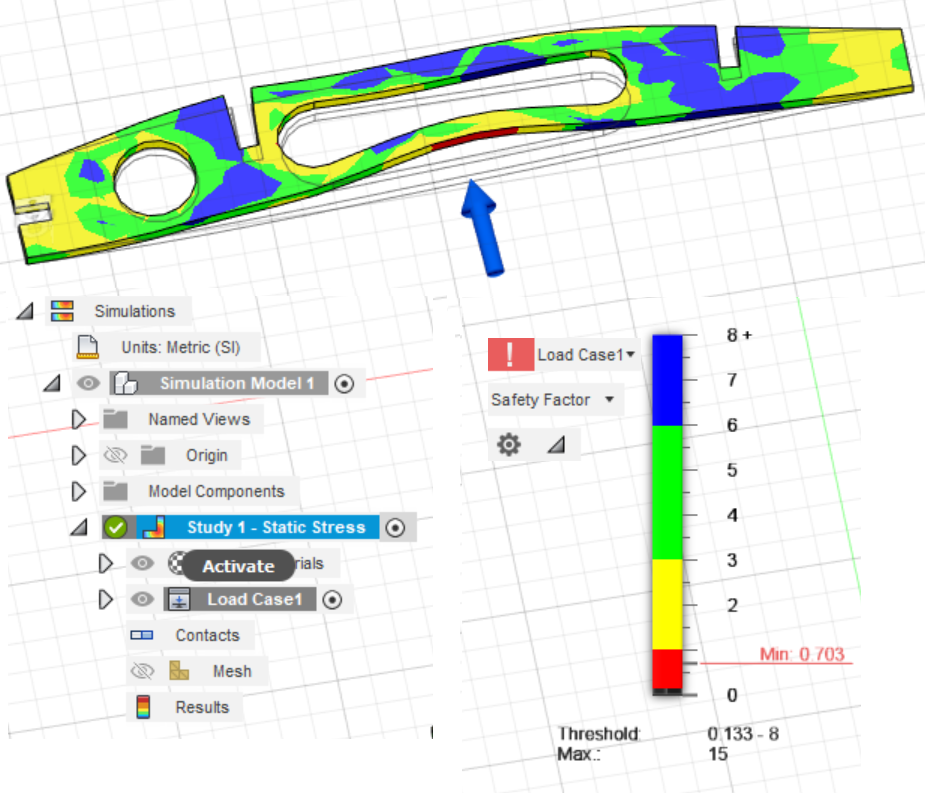 Simulations
Units: Metric (SI)
Simulation Model 1
Named Views
Origin
Model Components
Study 1 - Static Stress
Activate rials
Load Case1
Contacts
Mesh
Results
! Load Case1
Safety Factor
8 +
7
6
5
4
3
2
Min: 0.703
0
Threshold: 0.133 - 8
Max.: 15